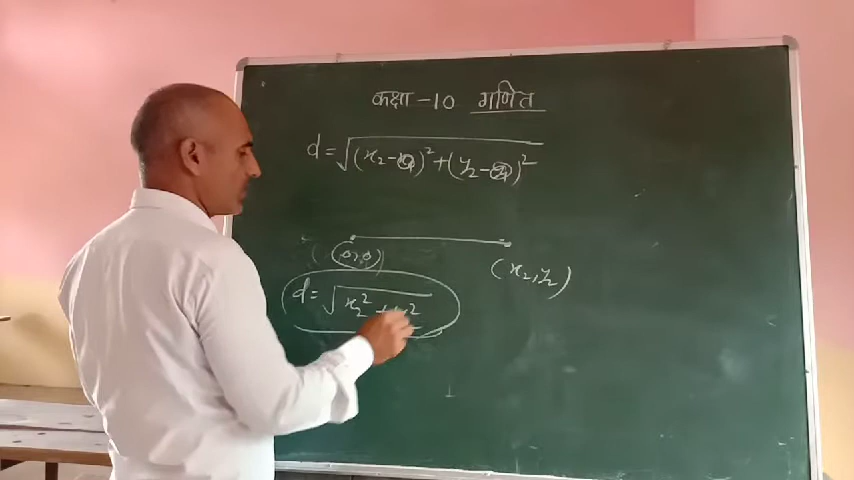 कक्षा-10 गणित
d=√(x₂-0)²+(y₂-0)²
(0,0)
(x₂,y₂)
d=√x₂²+y₂²